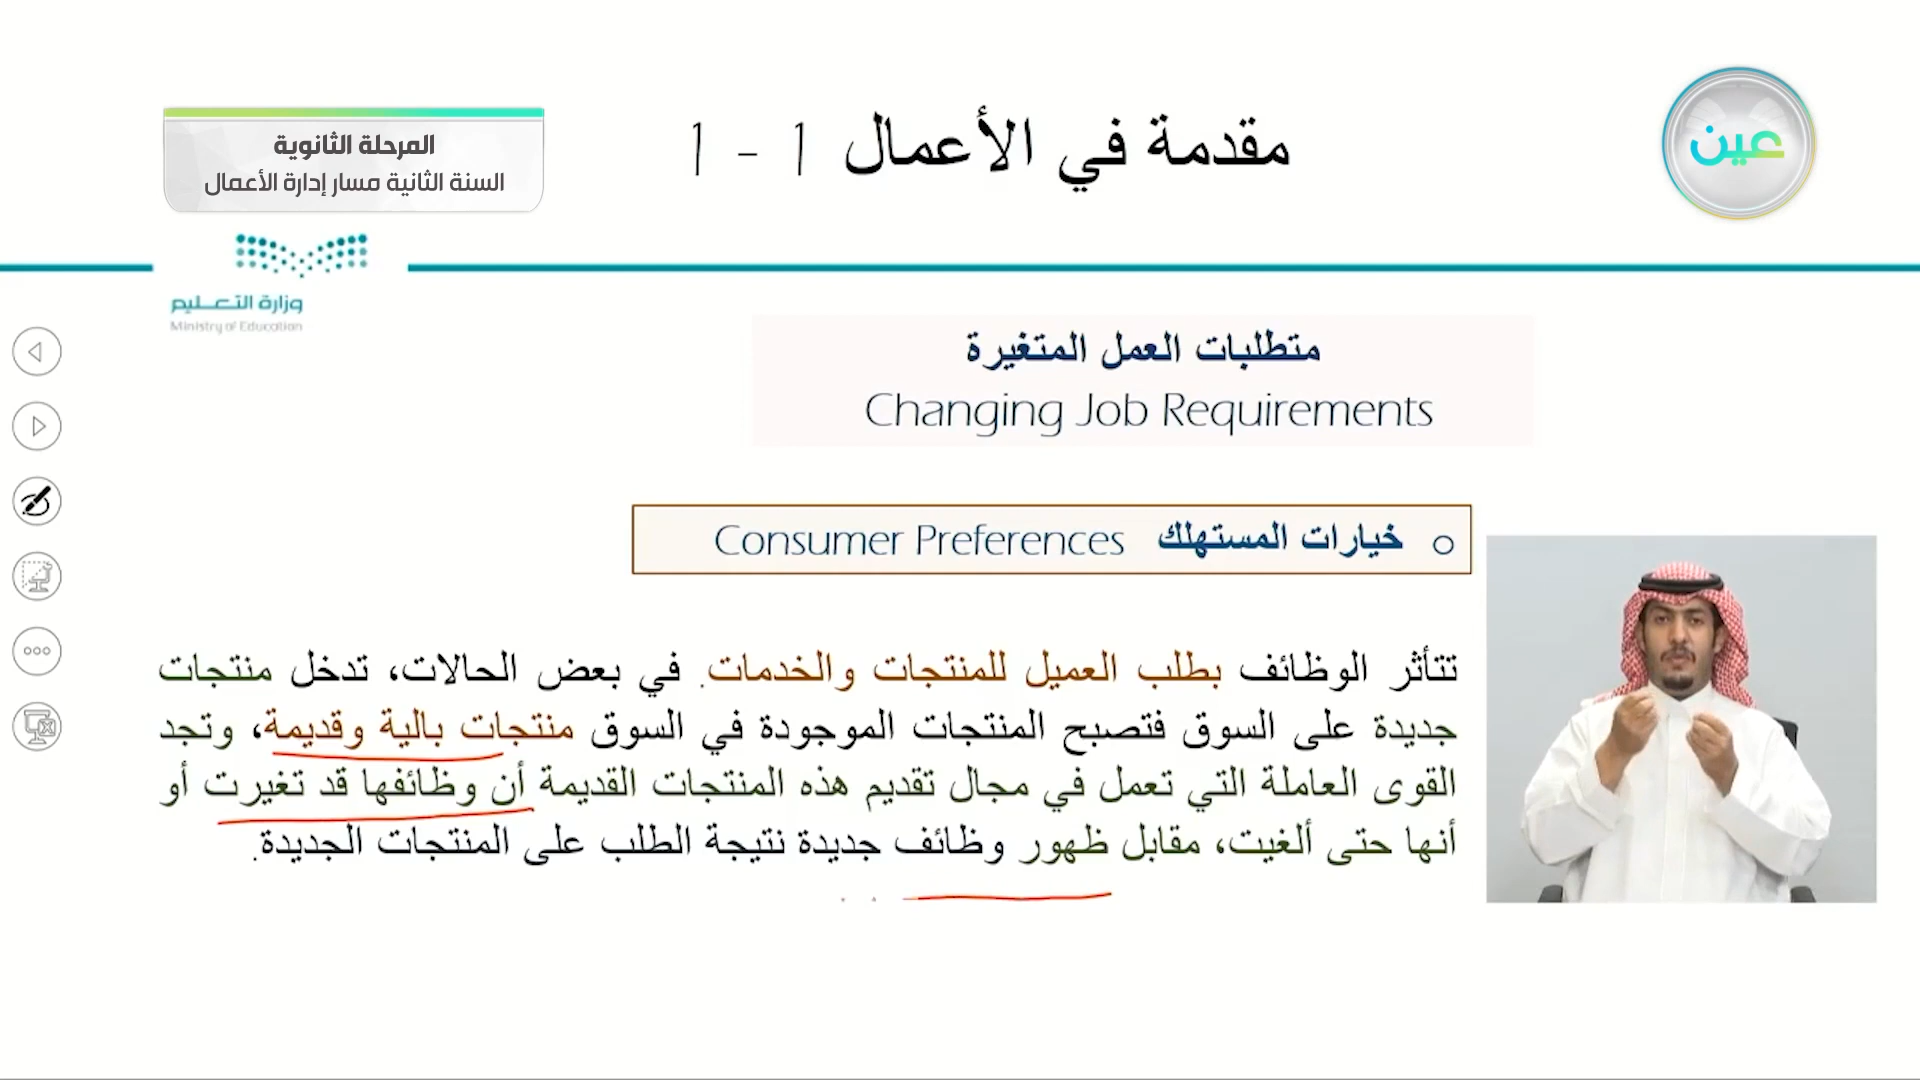 عين
مقدمة في الأعمال 1 - 1
المرحلة الثانوية
السنة الثانية مسار إدارة الأعمال
وزارة التعليم
Ministry of Education
متطلبات العمل المتغيرة
Changing Job Requirements
خيارات المستهلك Consumer Preferences
تتأثر الوظائف بطلب العميل للمنتجات والخدمات. في بعض الحالات، تدخل منتجات
جديدة على السوق فتصبح المنتجات الموجودة في السوق منتجات بالية وقديمة، وتجد
القوى العاملة التي تعمل في مجال تقديم هذه المنتجات القديمة أن وظائفها قد تغيرت أو
أنها حتى ألغيت، مقابل ظهور وظائف جديدة نتيجة الطلب على المنتجات الجديدة.